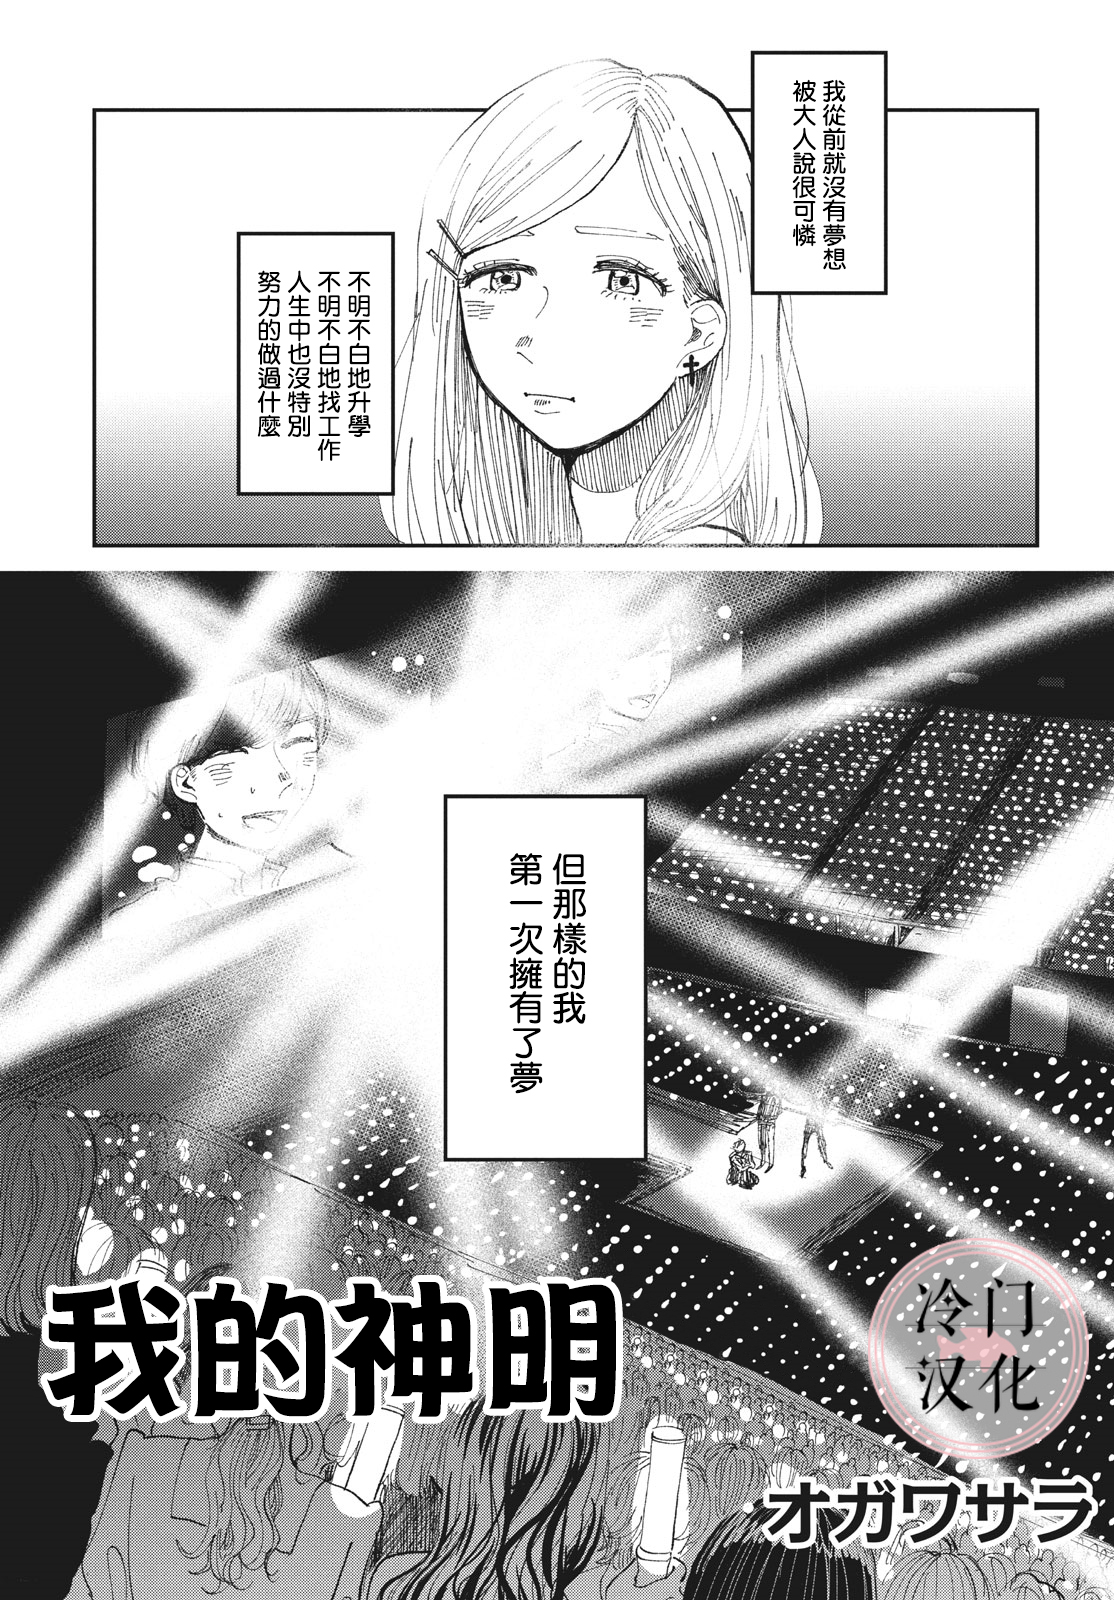 我從前就沒有夢想
被大人說很可憐
不明不白地升學
不明不白地找工作
人生中也沒特別
努力的做過什麼
但那樣的我
第一次擁有了夢
我的神明
冷门
汉化
オガワサラ